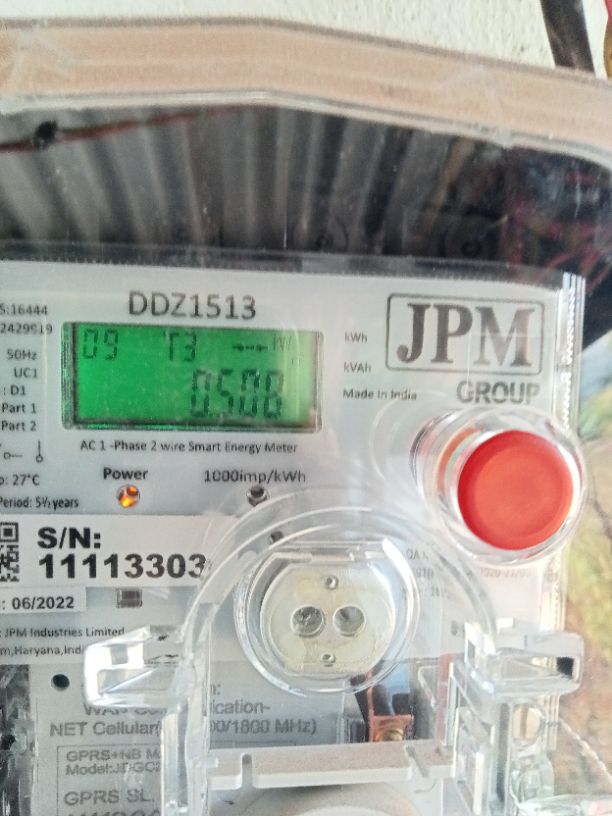 S:16444
2429919
50Hz
UC1
: D1
Part 1
Part 2
DDZ1513
09 T3
0.508
kWh
kVAh
Made in India
JPM
GROUP
AC 1 -Phase 2 wire Smart Energy Meter
: 27°C
Period: 5½ years
Power
1000imp/kWh
S/N:
11113303
: 06/2022
: JPM Industries Limited
m,Haryana,Ind
NET Cellular
00/1800 MHz)
GPRS+NB
Model:
GPRS SL.